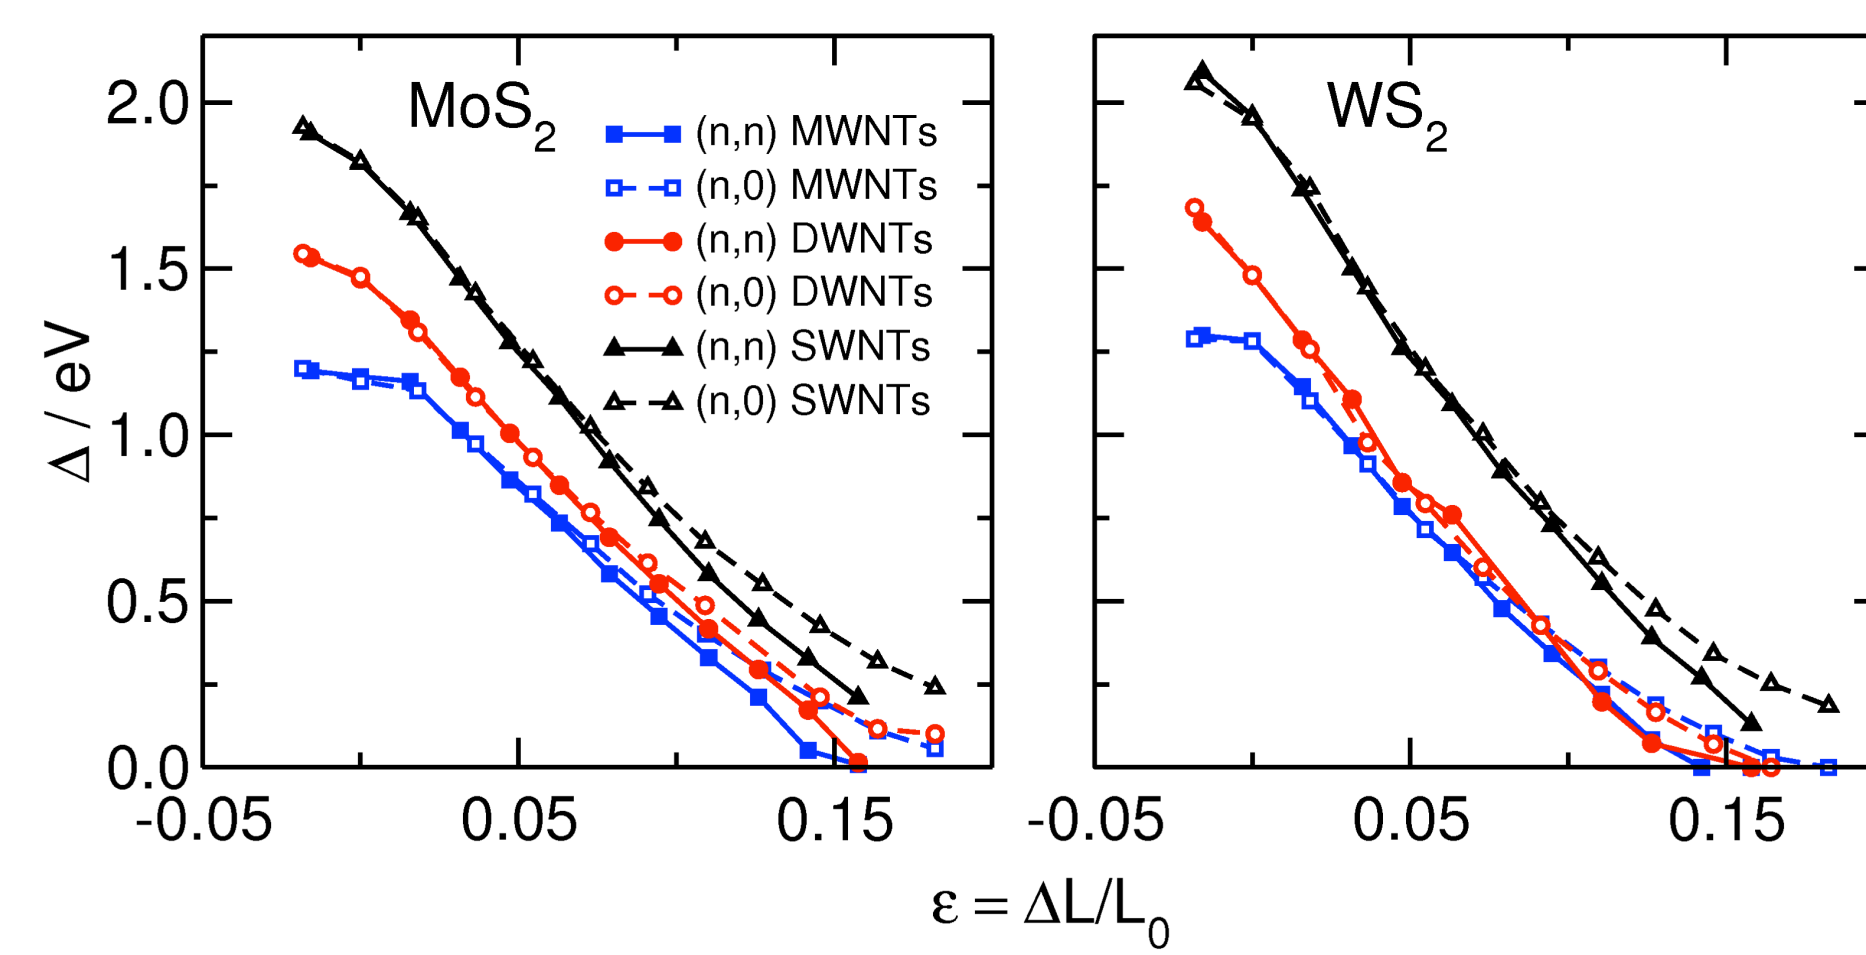 MoS2
WS2
(n,n) MWNTs
(n,0) MWNTs
(n,n) DWNTs
(n,0) DWNTs
(n,n) SWNTs
(n,0) SWNTs
Δ / eV
2.0
1.5
1.0
0.5
0.0
-0.05 0.05 0.15
-0.05 0.05 0.15
ε = ΔL/L0